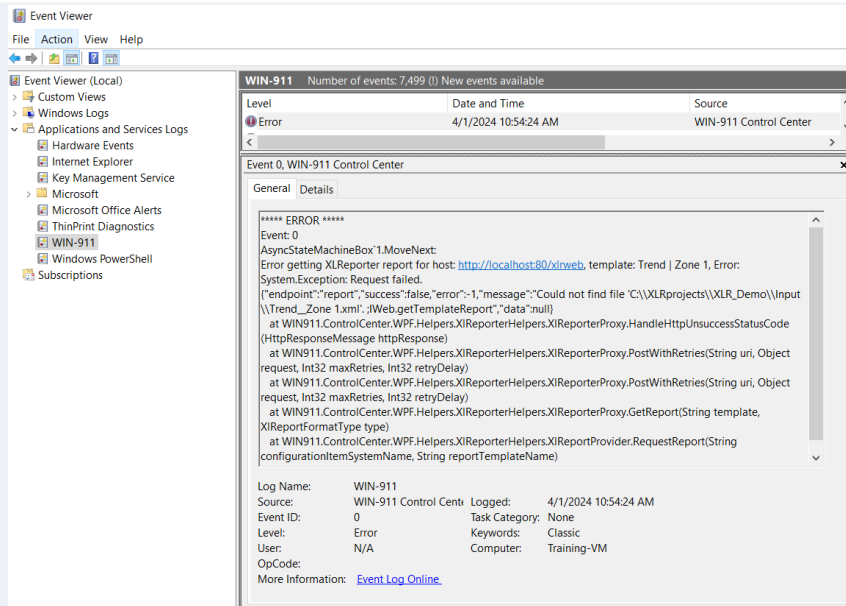 Event Viewer
File Action View Help
Event Viewer (Local)
Custom Views
Windows Logs
Applications and Services Logs
Hardware Events
Internet Explorer
Key Management Service
Microsoft
Microsoft Office Alerts
ThinPrint Diagnostics
WIN-911
Windows PowerShell
Subscriptions
WIN-911 Number of events: 7,499 (!) New events available
Level Date and Time Source
Error 4/1/2024 10:54:24 AM WIN-911 Control Center
Event 0, WIN-911 Control Center
General Details
***** ERROR *****
Event: 0
AsyncStateMachineBox`1.MoveNext:
Error getting XLReporter report for host: http://localhost:80/xlrweb, template: Trend | Zone 1, Error:
System.Exception: Request failed.
{"endpoint":"report","success":false,"error":-1,"message":"Could not find file 'C:\\XLRprojects\\XLR_Demo\\Input
\\Trend__Zone 1.xml'. ;IWeb.getTemplateReport","data":null}
at WIN911.ControlCenter.WPF.Helpers.XlReporterHelpers.XlReporterProxy.HandleHttpUnsuccessStatusCode
(HttpResponseMessage httpResponse)
at WIN911.ControlCenter.WPF.Helpers.XlReporterHelpers.XlReporterProxy.PostWithRetries(String uri, Object
request, Int32 maxRetries, Int32 retryDelay)
at WIN911.ControlCenter.WPF.Helpers.XlReporterHelpers.XlReporterProxy.PostWithRetries(String uri, Object
request, Int32 maxRetries, Int32 retryDelay)
at WIN911.ControlCenter.WPF.Helpers.XlReporterHelpers.XlReporterProxy.GetReport(String template,
XlReportFormatType type)
at WIN911.ControlCenter.WPF.Helpers.XlReporterHelpers.XlReportProvider.RequestReport(String
configurationItemSystemName, String reportTemplateName)
Log Name: WIN-911
Source: WIN-911 Control Cente Logged: 4/1/2024 10:54:24 AM
Event ID: 0 Task Category: None
Level: Error Keywords: Classic
User: N/A Computer: Training-VM
OpCode:
More Information: Event Log Online